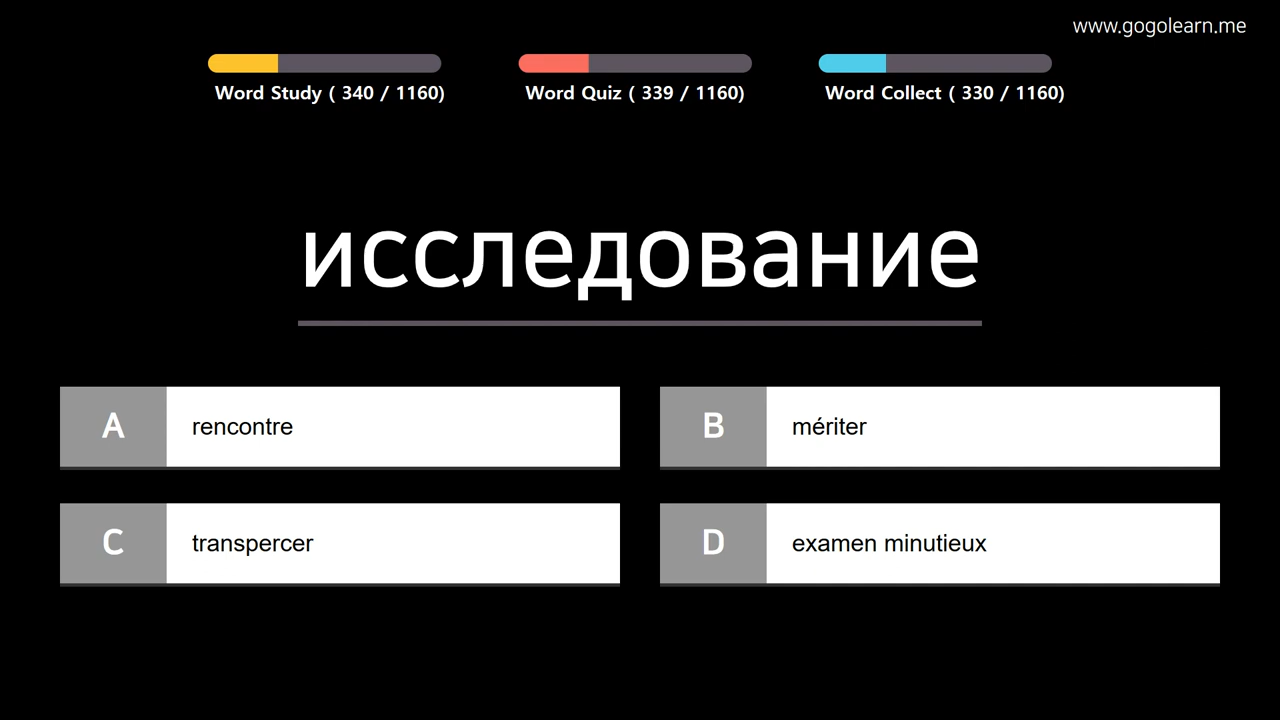 www.gogolearn.me
Word Study ( 340 / 1160)
Word Quiz ( 339 / 1160)
Word Collect ( 330 / 1160)
исследование
A rencontre
B mériter
C transpercer
D examen minutieux